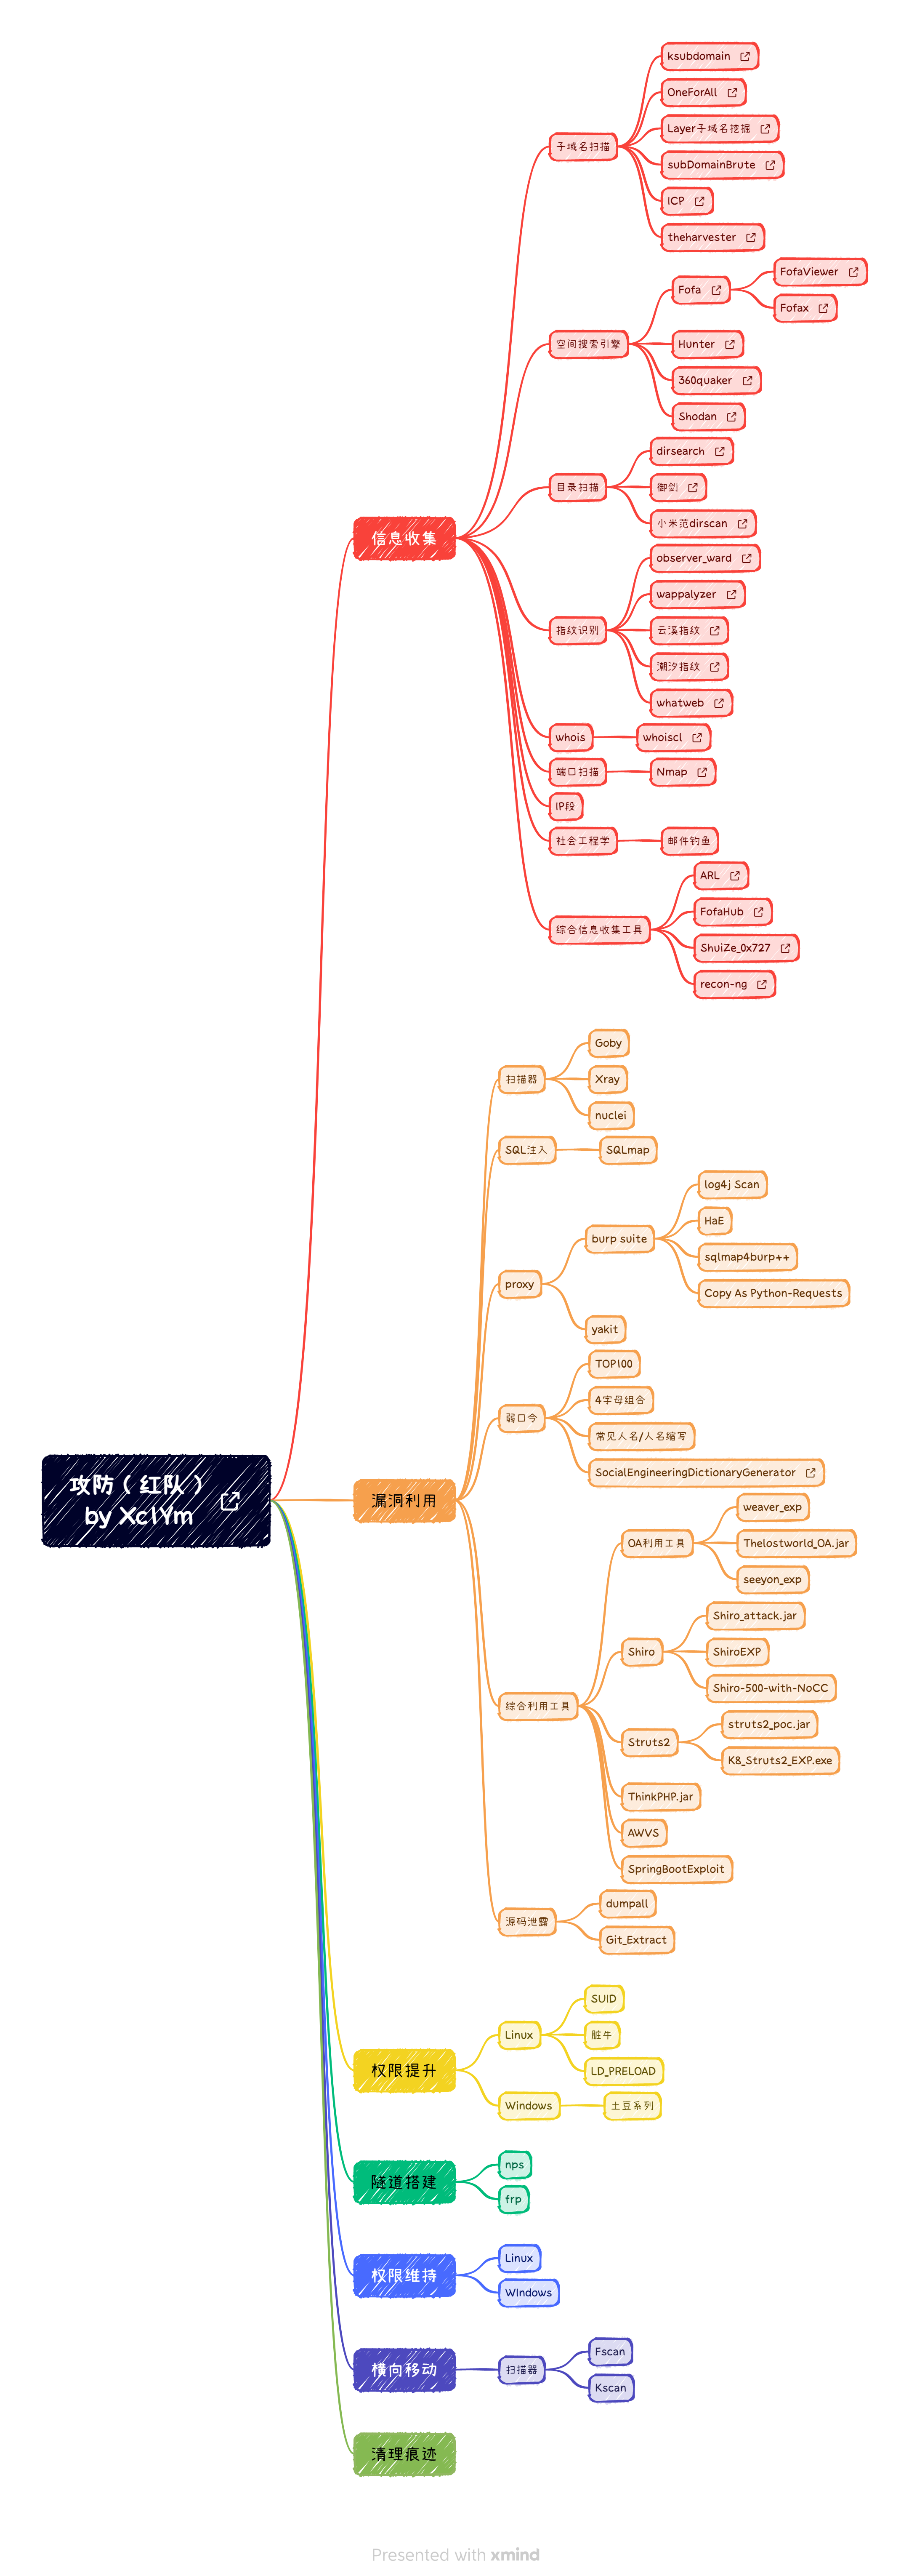 攻防（红队）
by Xc1Ym
信息收集
子域名扫描
ksubdomain
OneForAll
Layer子域名挖掘
subDomainBrute
ICP
theharvester
空间搜索引擎
Fofa
FofaViewer
Fofax
Hunter
360quaker
Shodan
目录扫描
dirsearch
御剑
小米范dirscan
指纹识别
observer_ward
wappalyzer
云溪指纹
潮汐指纹
whatweb
whois
whoiscl
端口扫描
Nmap
IP段
社会工程学
邮件钓鱼
综合信息收集工具
ARL
FofaHub
ShuiZe_0x727
recon-ng
漏洞利用
扫描器
Goby
Xray
nuclei
SQL注入
SQLmap
proxy
burp suite
log4j Scan
HaE
sqlmap4burp++
Copy As Python-Requests
yakit
弱口令
TOP100
4字母组合
常见人名/人名缩写
SocialEngineeringDictionaryGenerator
综合利用工具
OA利用工具
weaver_exp
Thelostworld_OA.jar
seeyon_exp
Shiro
Shiro_attack.jar
ShiroEXP
Shiro-500-with-NoCC
Struts2
struts2_poc.jar
K8_Struts2_EXP.exe
ThinkPHP.jar
AWVS
SpringBootExploit
源码泄露
dumpall
Git_Extract
权限提升
Linux
SUID
脏牛
LD_PRELOAD
Windows
土豆系列
隧道搭建
nps
frp
权限维持
Linux
WIndows
横向移动
扫描器
Fscan
Kscan
清理痕迹
Presented with xmind